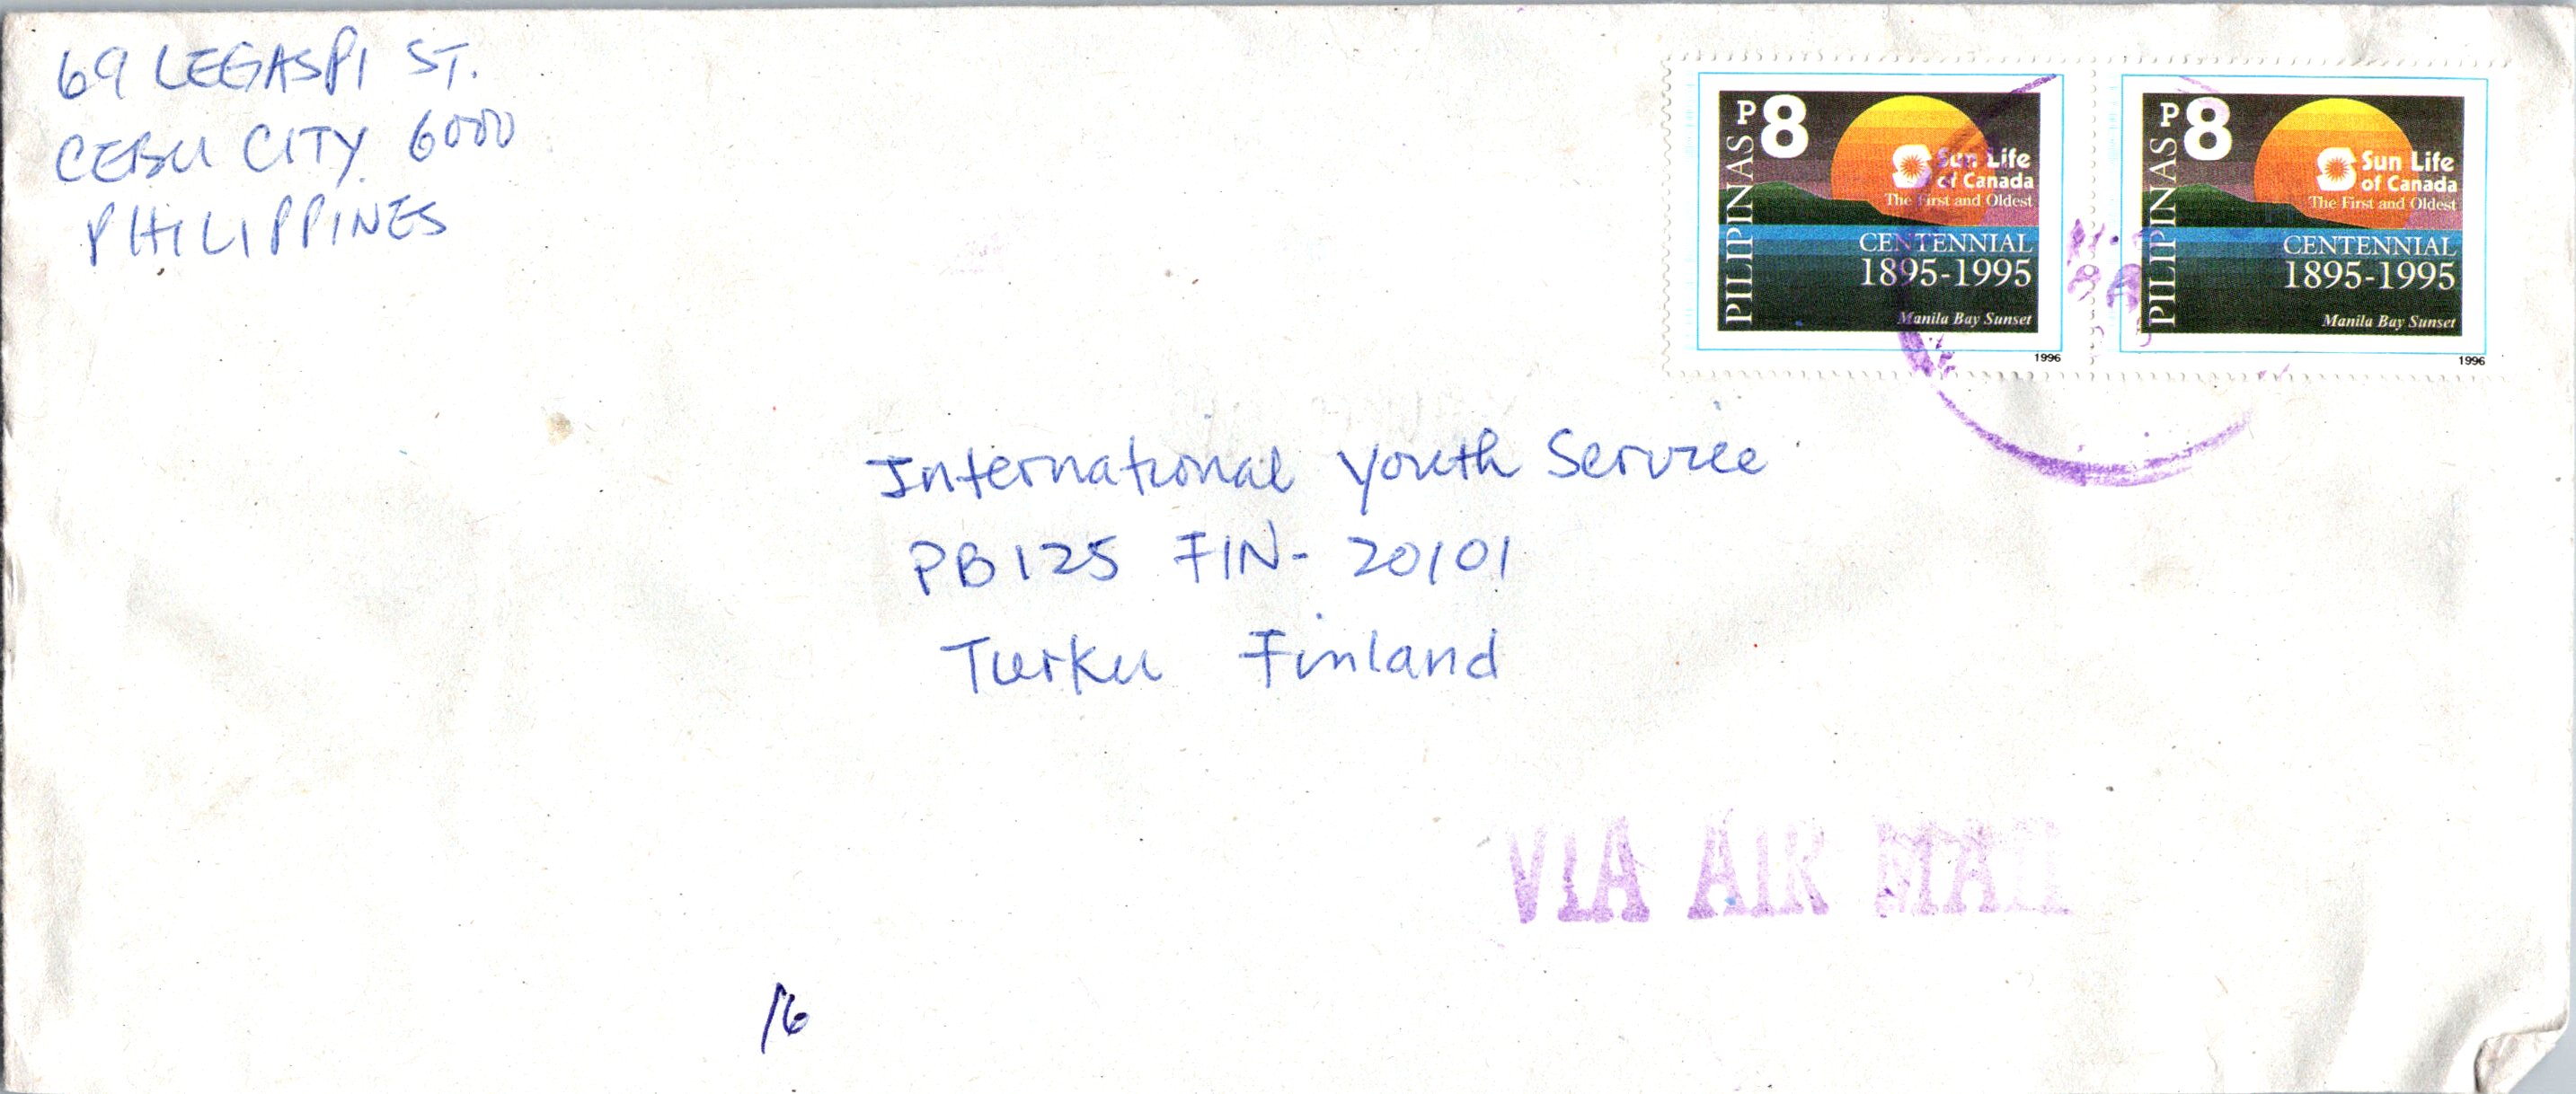 69 LEGASPI ST.
CEBU CITY 6000
PHILIPPINES
PILIPINAS
P8
Sun Life
of Canada
The First and Oldest
CENTENNIAL
1895-1995
Manila Bay Sunset
1996
PILIPINAS
P8
Sun Life
of Canada
The First and Oldest
CENTENNIAL
1895-1995
Manila Bay Sunset
1996
International Youth Service
PB 125 FIN- 20101
Turku Finland
VIA AIR MAIL
16